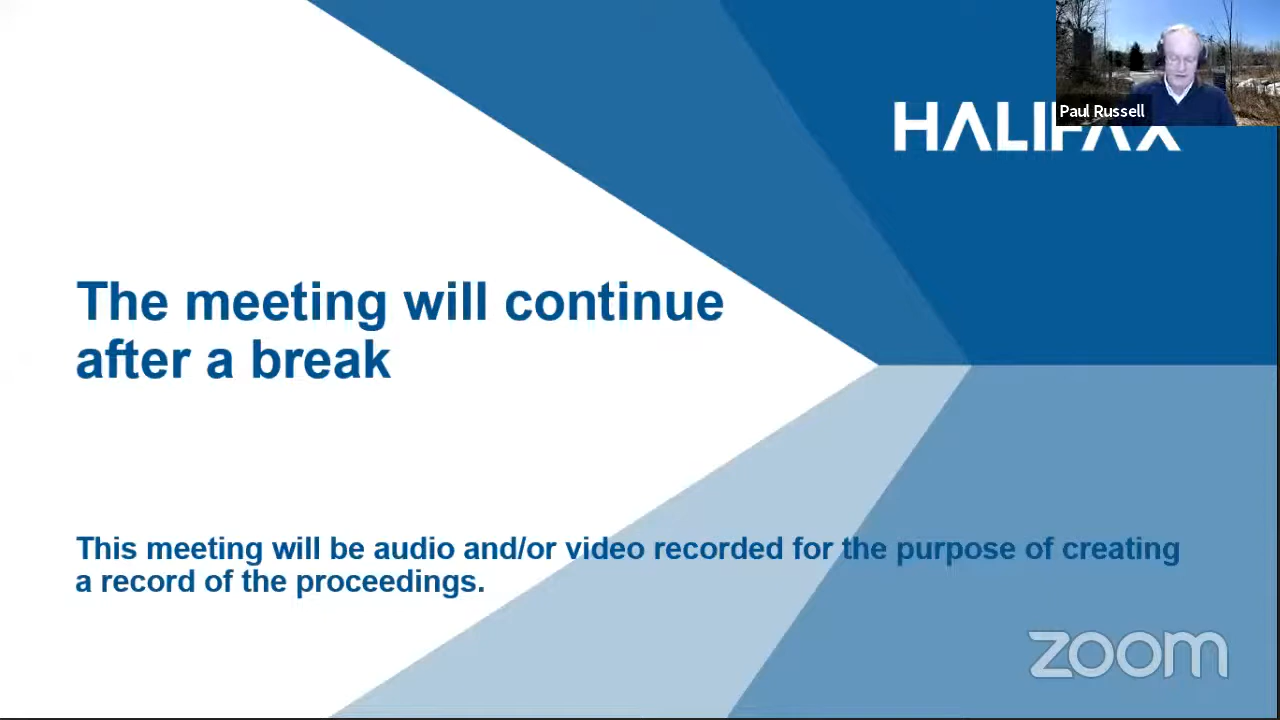 HALIFAX
Paul Russell
The meeting will continue
after a break
This meeting will be audio and/or video recorded for the purpose of creating
a record of the proceedings.
zoom